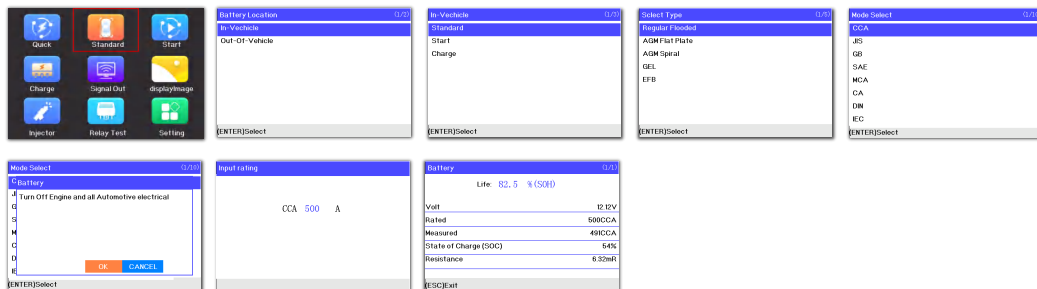 Quick
Standard
Start
Charge
Signal Out
displayImage
Injector
Relay Test
Setting
Battery Location (1/2)
In-Vechicle
Out-Of-Vehicle
(ENTER)Select
In-Vechicle (1/3)
Standard
Start
Charge
(ENTER)Select
Select Type (1/5)
Regular Flooded
AGM Flat Plate
AGM Spiral
GEL
EFB
(ENTER)Select
Mode Select
CCA
JIS
GB
SAE
MCA
CA
DIN
IEC
(ENTER)Select
Mode Select (1/10)
Battery
Turn Off Engine and all Automotive electrical
OK CANCEL
(ENTER)Select
Input rating
CCA 500 A
Battery (1/1)
Life: 82.5 %(SOH)
Volt 12.12V
Rated 500CCA
Measured 491CCA
State of Charge (SOC) 54%
Resistance 6.32mR
(ESC)Exit